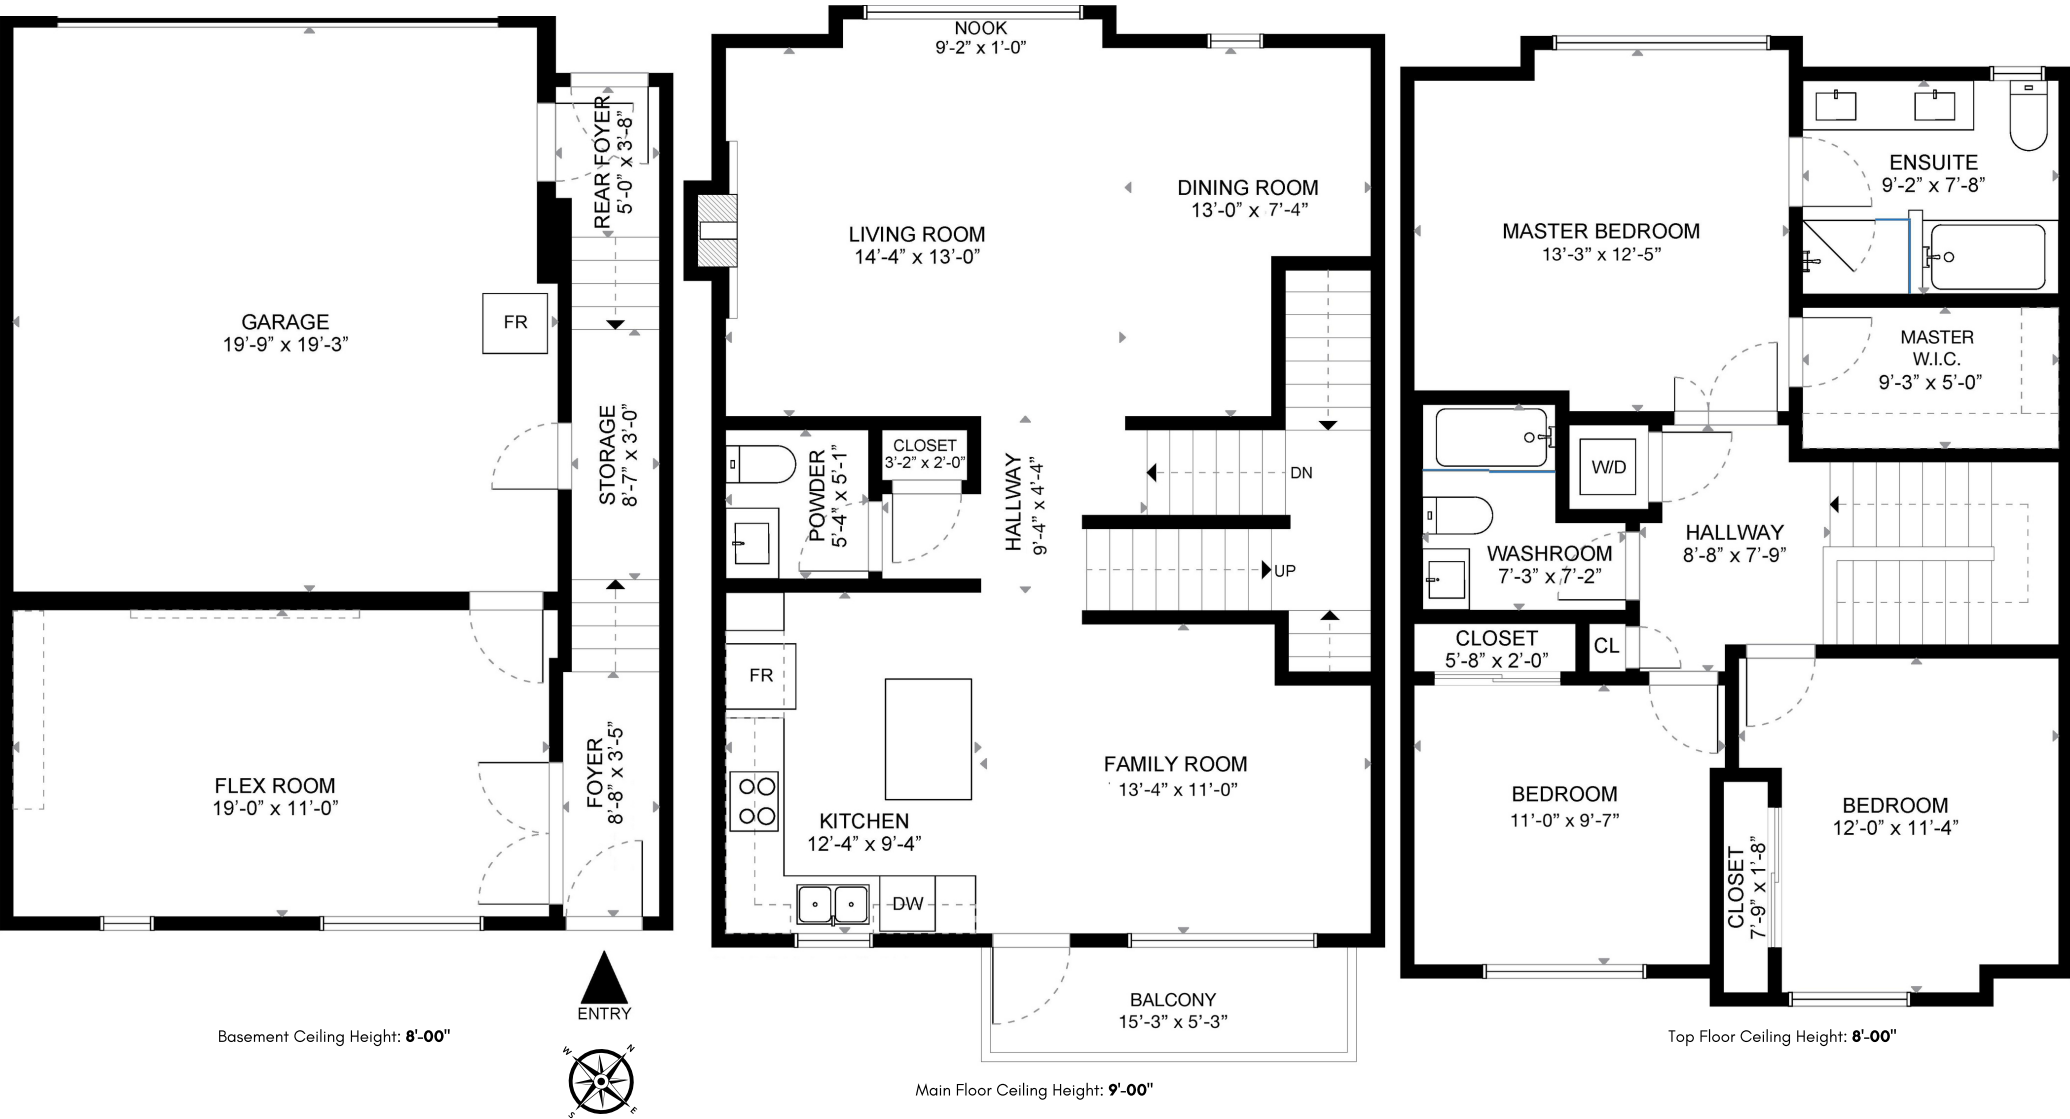 REAR FOYER
5'-0” x 3'-8”
GARAGE
19'-9” x 19'-3”
FR
STORAGE
8'-7” x 3'-0”
FLEX ROOM
19'-0” x 11'-0”
FOYER
8'-8” x 3'-5”
ENTRY
Basement Ceiling Height: 8'-00"
W
N
S
E
NOOK
9'-2” x 1'-0”
DINING ROOM
13'-0” x 7'-4”
LIVING ROOM
14'-4” x 13'-0”
POWDER
5'-4” x 5'-1”
CLOSET
3'-2” x 2'-0”
HALLWAY
9'-4” x 4'-4”
DN
UP
FR
FAMILY ROOM
13'-4” x 11'-0”
KITCHEN
12'-4” x 9'-4”
DW
BALCONY
15'-3” x 5'-3”
Main Floor Ceiling Height: 9'-00"
ENSUITE
9'-2” x 7'-8”
MASTER BEDROOM
13'-3” x 12'-5”
MASTER
W.I.C.
9'-3” x 5'-0”
W/D
HALLWAY
8'-8” x 7'-9”
WASHROOM
7'-3” x 7'-2”
CLOSET
5'-8” x 2'-0”
CL
BEDROOM
11'-0” x 9'-7”
BEDROOM
12'-0” x 11'-4”
CLOSET
7'-9” x 1'-8”
Top Floor Ceiling Height: 8'-00"